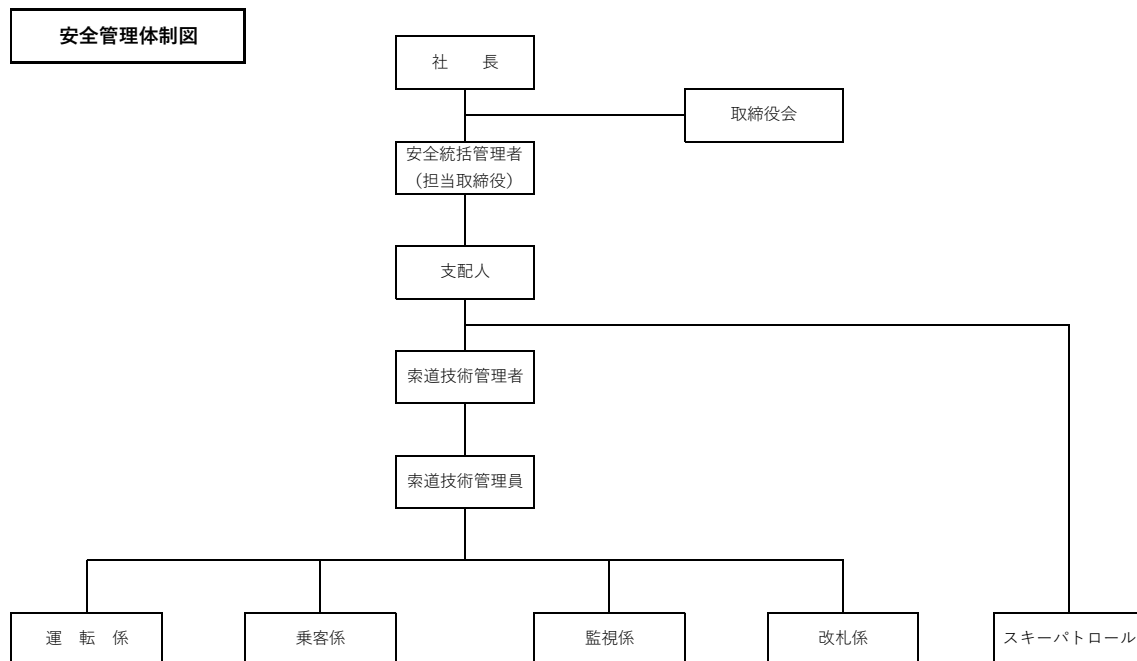 安全管理体制図
社　　長
取締役会
安全統括管理者
（担当取締役）
支配人
索道技術管理者
索道技術管理員
運　転　係
乗客係
監視係
改札係
スキーパトロール